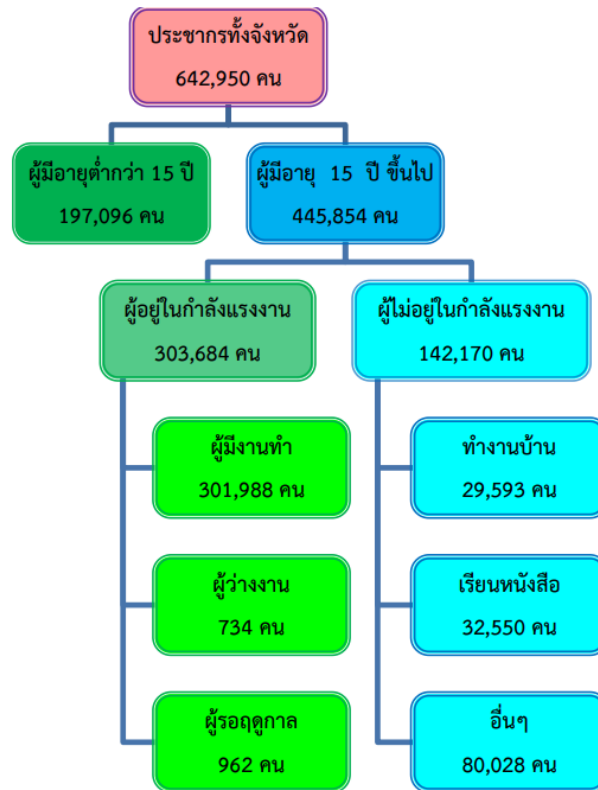 ประชากรทั้งจังหวัด
642,950 คน
ผู้มีอายุต่ำกว่า 15 ปี
197,096 คน
ผู้มีอายุ 15 ปี ขึ้นไป
445,854 คน
ผู้อยู่ในกำลังแรงงาน
303,684 คน
ผู้ไม่อยู่ในกำลังแรงงาน
142,170 คน
ผู้มีงานทำ
301,988 คน
ทำงานบ้าน
29,593 คน
ผู้ว่างงาน
734 คน
เรียนหนังสือ
32,550 คน
ผู้รอฤดูกาล
962 คน
อื่นๆ
80,028 คน